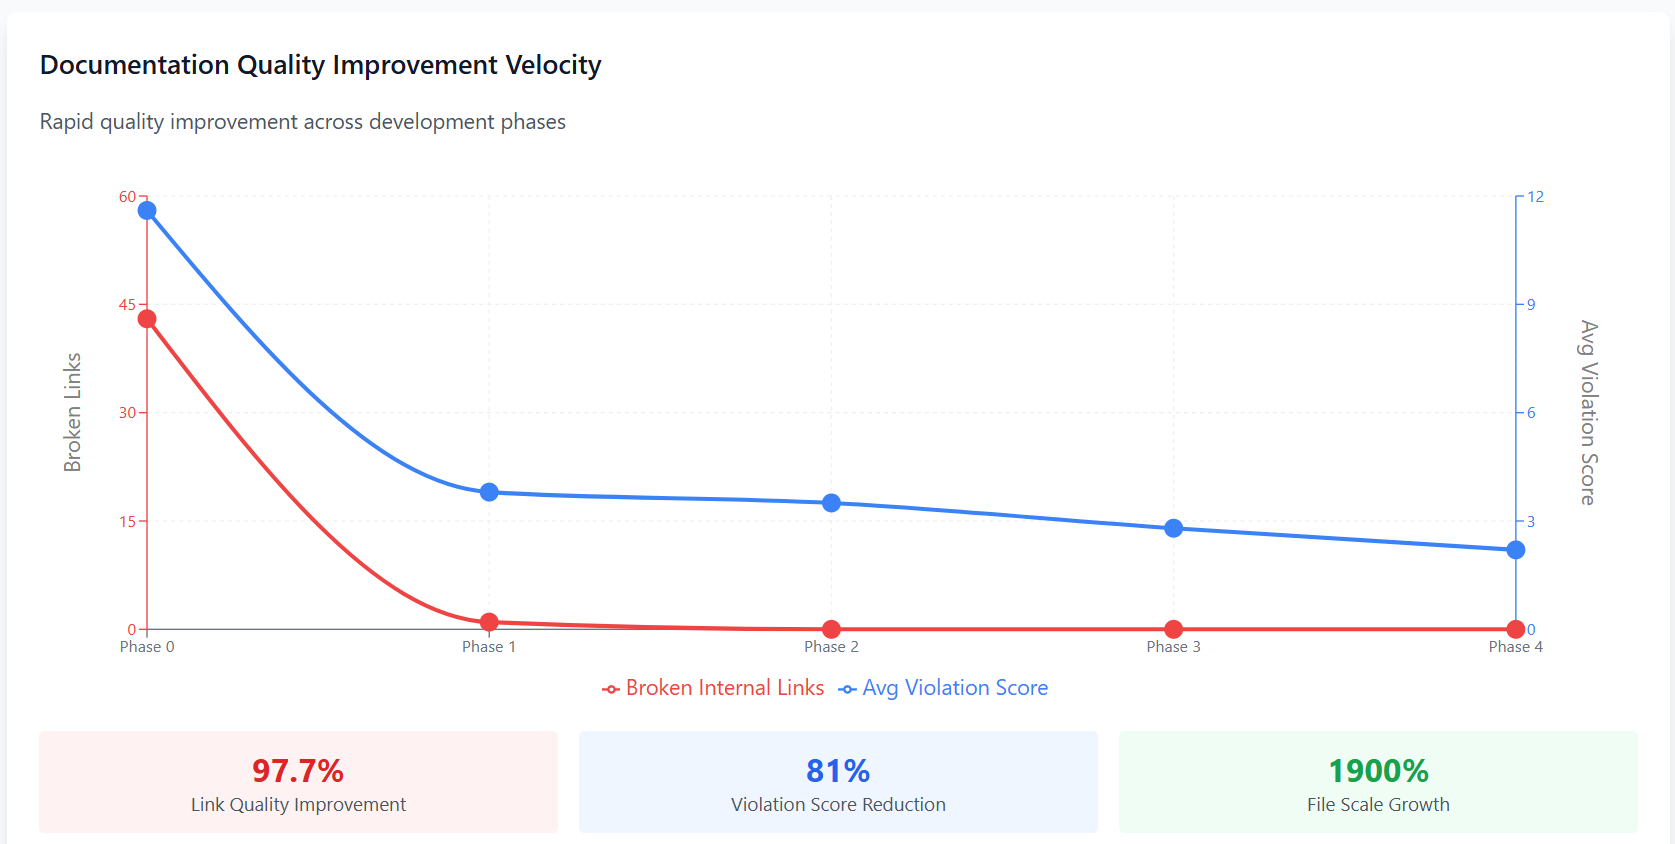 Documentation Quality Improvement Velocity
Rapid quality improvement across development phases
60
45
30
15
0
Broken Links
12
9
6
3
0
Avg Violation Score
Phase 0
Phase 1
Phase 2
Phase 3
Phase 4
Broken Internal Links
Avg Violation Score
97.7%
Link Quality Improvement
81%
Violation Score Reduction
1900%
File Scale Growth